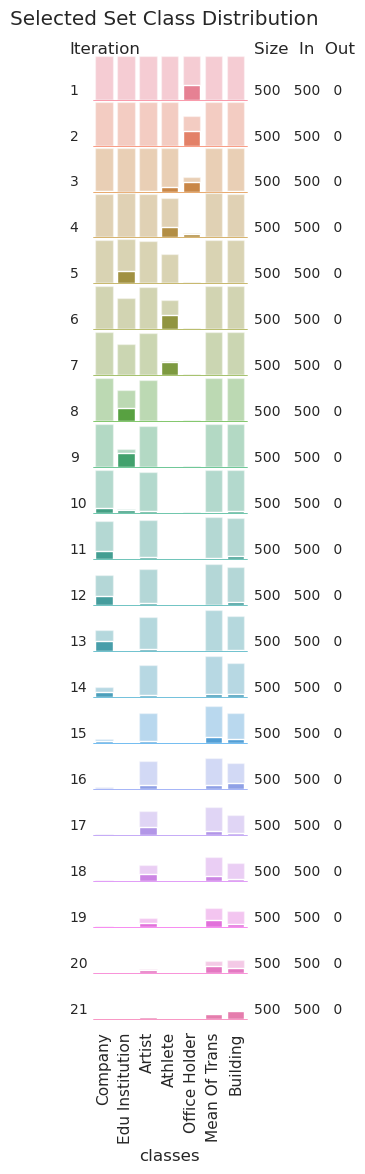 Selected Set Class Distribution
Iteration Size In Out
1 500 500 0
2 500 500 0
3 500 500 0
4 500 500 0
5 500 500 0
6 500 500 0
7 500 500 0
8 500 500 0
9 500 500 0
10 500 500 0
11 500 500 0
12 500 500 0
13 500 500 0
14 500 500 0
15 500 500 0
16 500 500 0
17 500 500 0
18 500 500 0
19 500 500 0
20 500 500 0
21 500 500 0
Company
Edu Institution
Artist
Athlete
Office Holder
Mean Of Trans
Building
classes